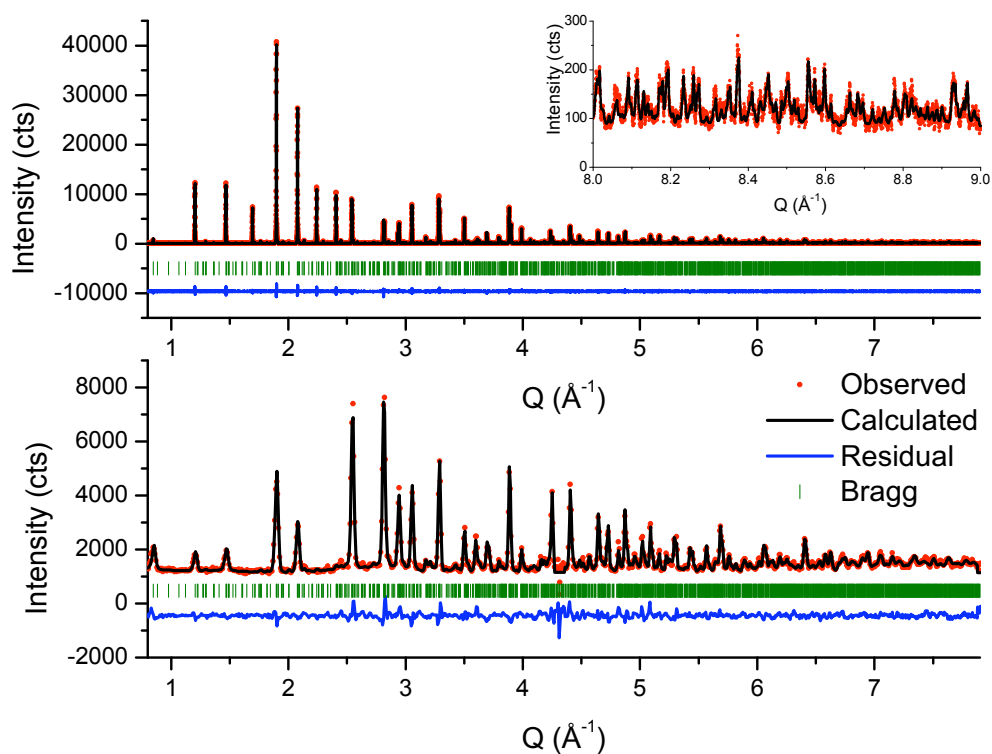 40000
30000
20000
10000
0
-10000
Intensity (cts)
1 2 3 4 5 6 7
Q (Å-1)
300
200
100
0
Intensity (cts)
8.0 8.2 8.4 8.6 8.8 9.0
Q (Å-1)
8000
6000
4000
2000
0
-2000
Intensity (cts)
Observed
Calculated
Residual
Bragg
1 2 3 4 5 6 7
Q (Å-1)